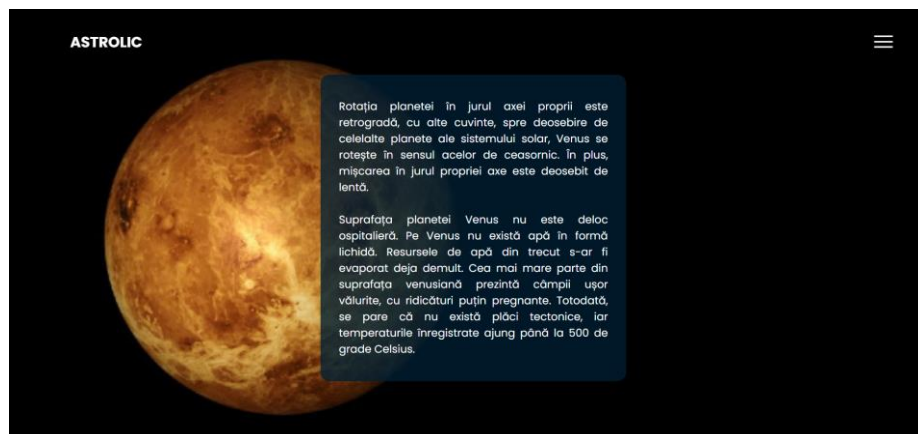 ASTROLIC
Rotația planetei în jurul axei proprii este
retrogradă, cu alte cuvinte, spre deosebire de
celelalte planete ale sistemului solar, Venus se
rotește în sensul acelor de ceasornic. În plus,
mișcarea în jurul propriei axe este deosebit de
lentă.
Suprafața planetei Venus nu este deloc
ospitalieră. Pe Venus nu există apă în formă
lichidă. Resursele de apă din trecut s-ar fi
evaporat deja demult. Cea mai mare parte din
suprafața venusiană prezintă câmpii ușor
vălurite, cu ridicături puțin pregnante. Totodată,
se pare că nu există plăci tectonice, iar
temperaturile înregistrate ajung până la 500 de
grade Celsius.